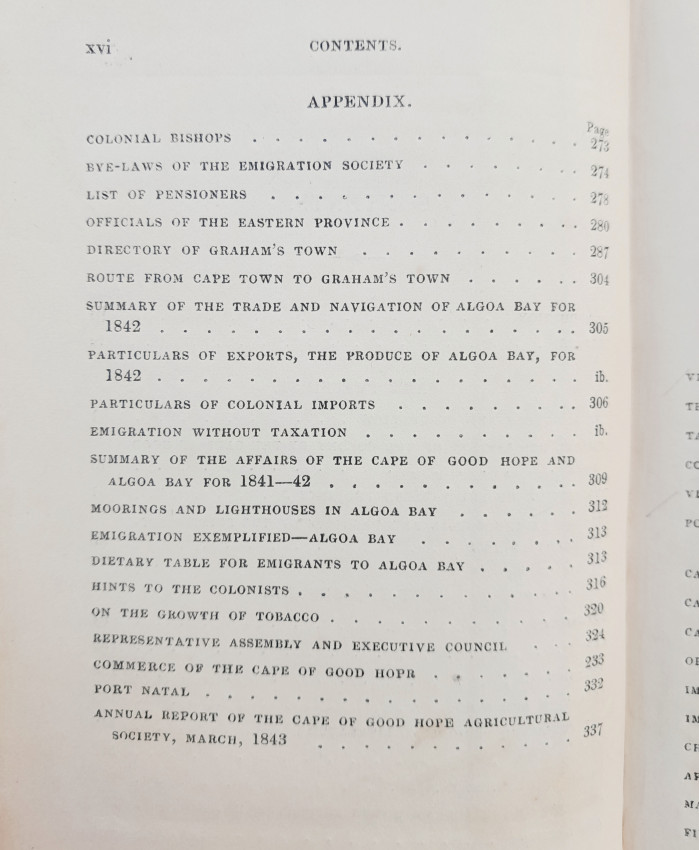 xvi CONTENTS.
APPENDIX.
Page
COLONIAL BISHOPS . . . . . . . . . . . . . . 273
BYE-LAWS OF THE EMIGRATION SOCIETY . . . . . . . 274
LIST OF PENSIONERS . . . . . . . . . . . . . 278
OFFICIALS OF THE EASTERN PROVINCE . . . . . . . . 280
DIRECTORY OF GRAHAM'S TOWN . . . . . . . . . . 287
ROUTE FROM CAPE TOWN TO GRAHAM'S TOWN . . . . . . 304
SUMMARY OF THE TRADE AND NAVIGATION OF ALGOA BAY FOR
1842 . . . . . . . . . . . . . . . . . . 305
PARTICULARS OF EXPORTS, THE PRODUCE OF ALGOA BAY, FOR
1842 . . . . . . . . . . . . . . . . . . ib.
PARTICULARS OF COLONIAL IMPORTS . . . . . . . . 306
EMIGRATION WITHOUT TAXATION . . . . . . . . . . ib.
SUMMARY OF THE AFFAIRS OF THE CAPE OF GOOD HOPE AND
ALGOA BAY FOR 1841—42 . . . . . . . . . . . 309
MOORINGS AND LIGHTHOUSES IN ALGOA BAY . . . . . . 312
EMIGRATION EXEMPLIFIED—ALGOA BAY . . . . . . . 313
DIETARY TABLE FOR EMIGRANTS TO ALGOA BAY . . . . . 313
HINTS TO THE COLONISTS . . . . . . . . . . . . 316
ON THE GROWTH OF TOBACCO . . . . . . . . . . . 320
REPRESENTATIVE ASSEMBLY AND EXECUTIVE COUNCIL . . . 324
COMMERCE OF THE CAPE OF GOOD HOPR . . . . . . . 233
PORT NATAL . . . . . . . . . . . . . . . . 332
ANNUAL REPORT OF THE CAPE OF GOOD HOPE AGRICULTURAL
SOCIETY, MARCH, 1843 . . . . . . . . . . . 337